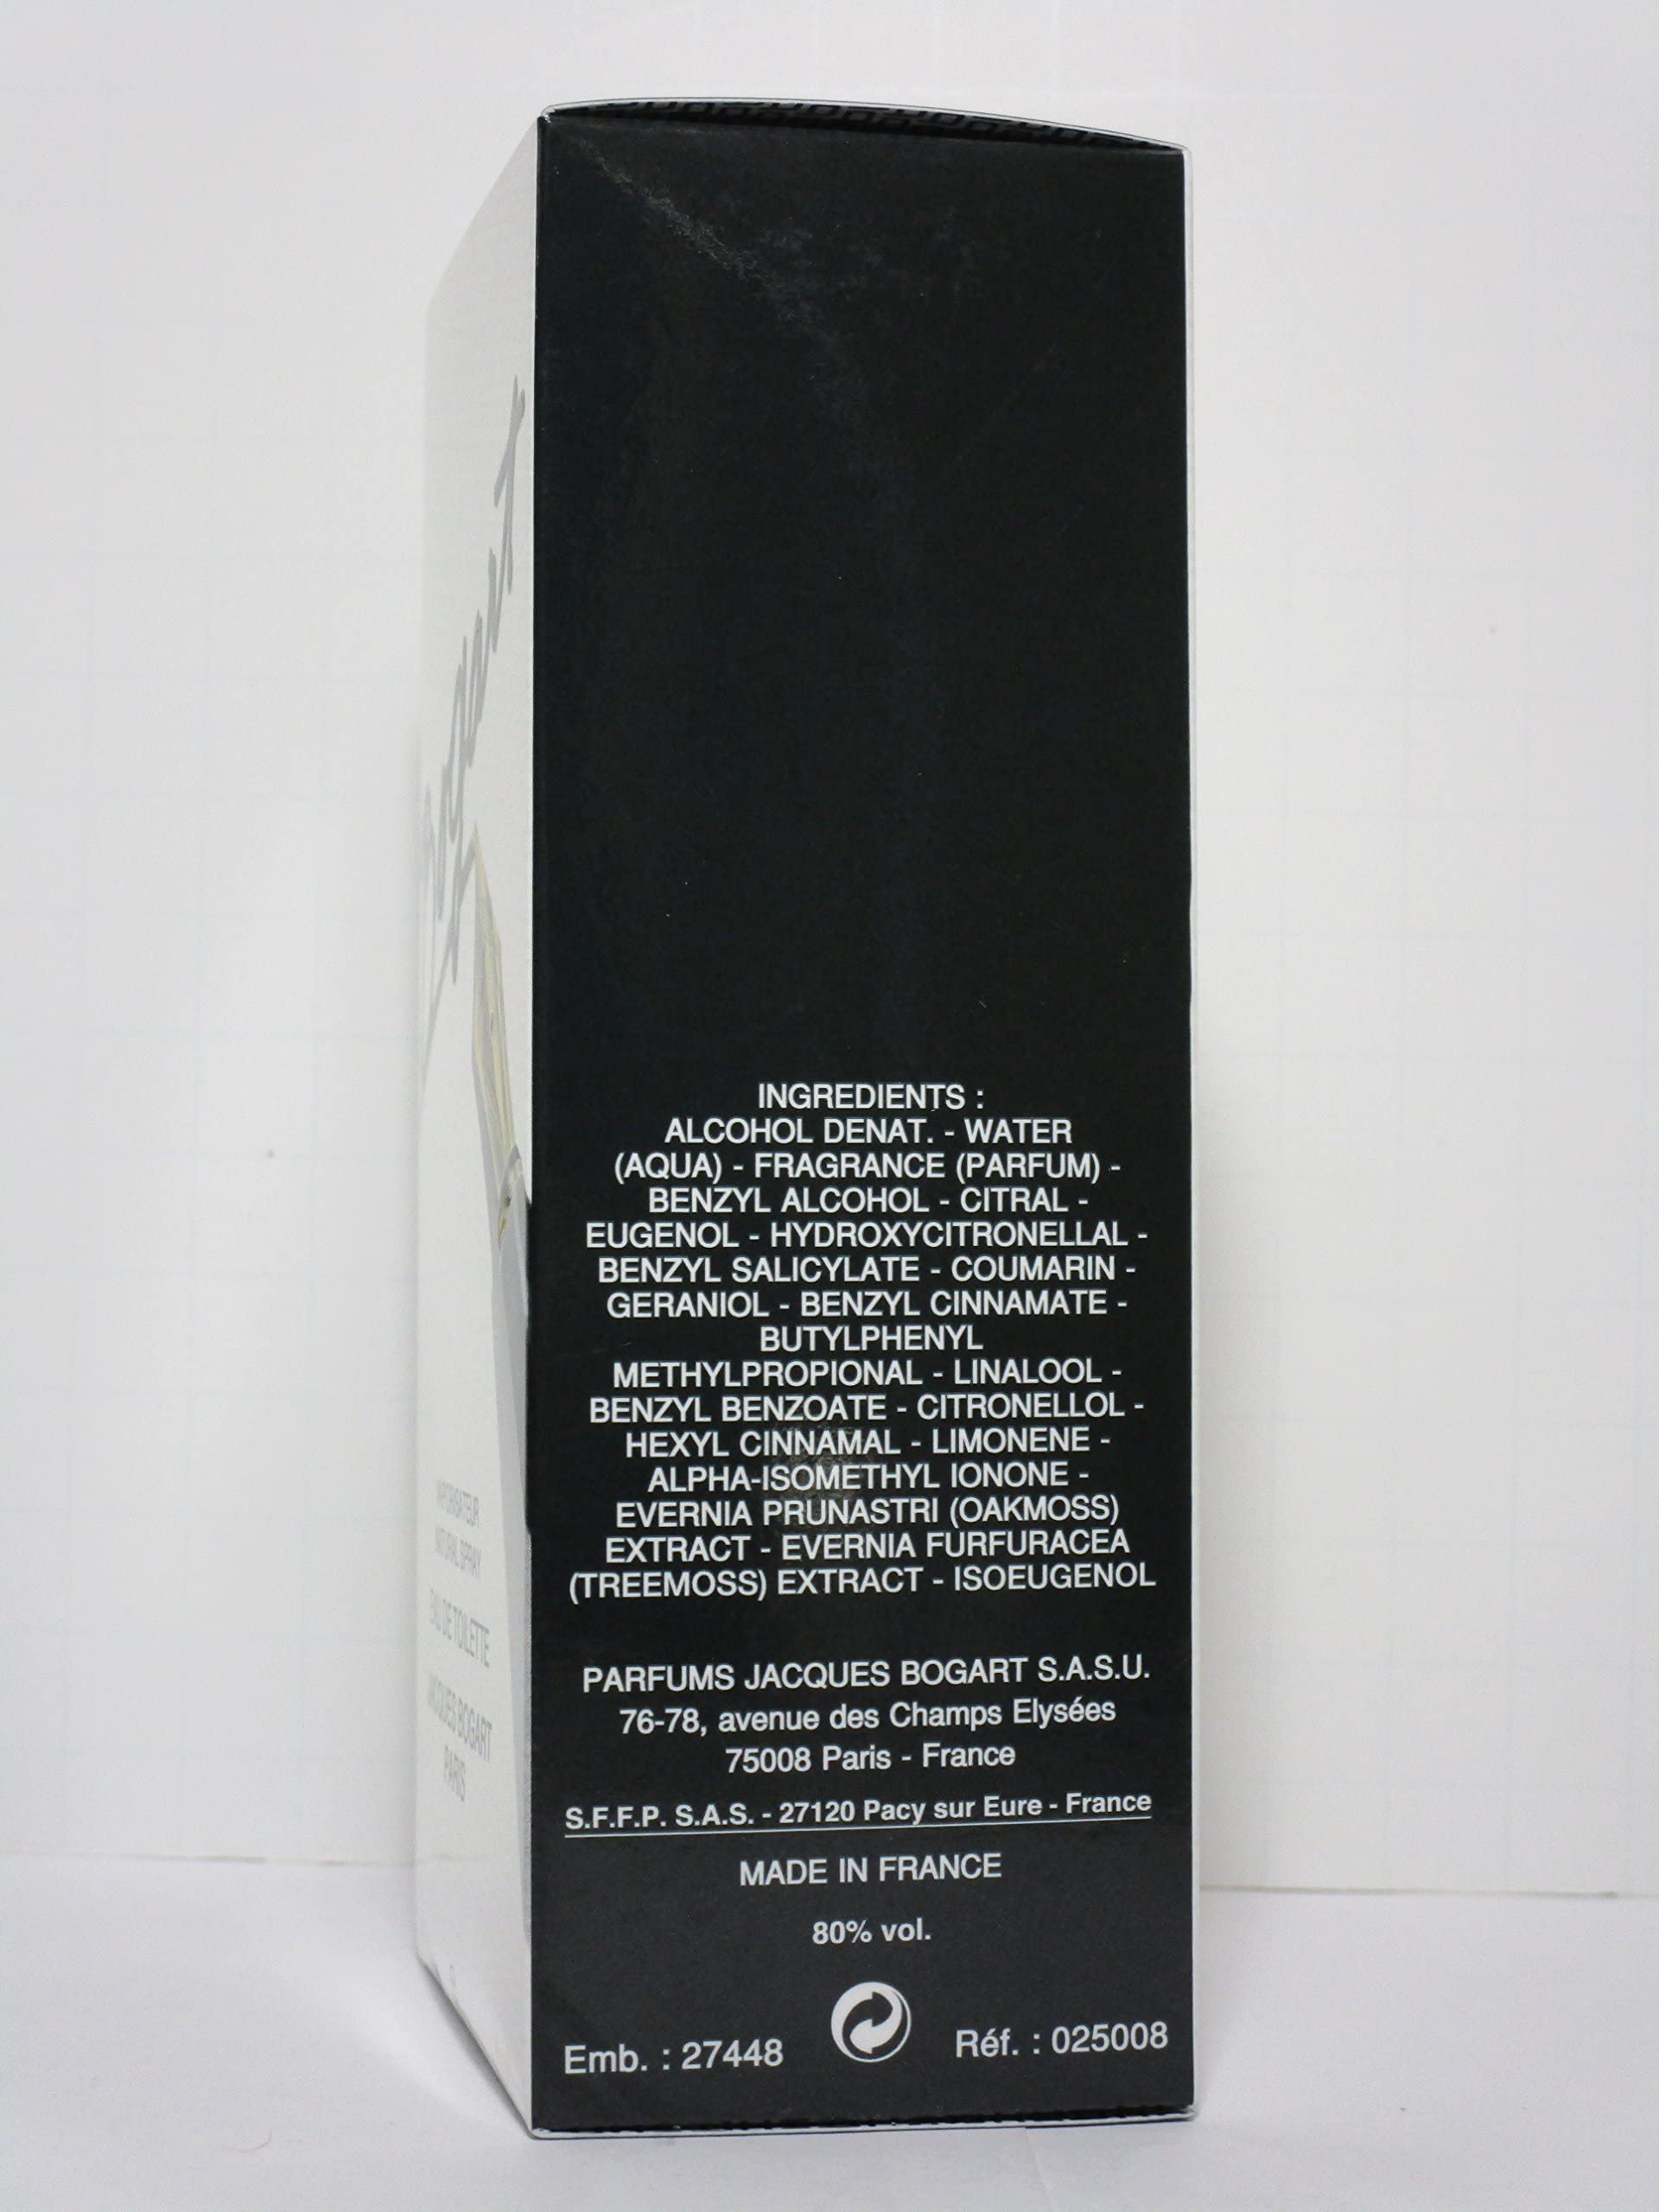 Bogart
VAPORISATEUR
NATURAL SPRAY
EAU DE TOILETTE
JACQUES BOGART
PARIS
INGREDIENTS :
ALCOHOL DENAT. - WATER
(AQUA) - FRAGRANCE (PARFUM) -
BENZYL ALCOHOL - CITRAL -
EUGENOL - HYDROXYCITRONELLAL -
BENZYL SALICYLATE - COUMARIN -
GERANIOL - BENZYL CINNAMATE -
BUTYLPHENYL
METHYLPROPIONAL - LINALOOL -
BENZYL BENZOATE - CITRONELLOL -
HEXYL CINNAMAL - LIMONENE -
ALPHA-ISOMETHYL IONONE -
EVERNIA PRUNASTRI (OAKMOSS)
EXTRACT - EVERNIA FURFURACEA
(TREEMOSS) EXTRACT - ISOEUGENOL
PARFUMS JACQUES BOGART S.A.S.U.
76-78, avenue des Champs Elysées
75008 Paris - France
S.F.F.P. S.A.S. - 27120 Pacy sur Eure - France
MADE IN FRANCE
80% vol.
Emb. : 27448
Réf. : 025008